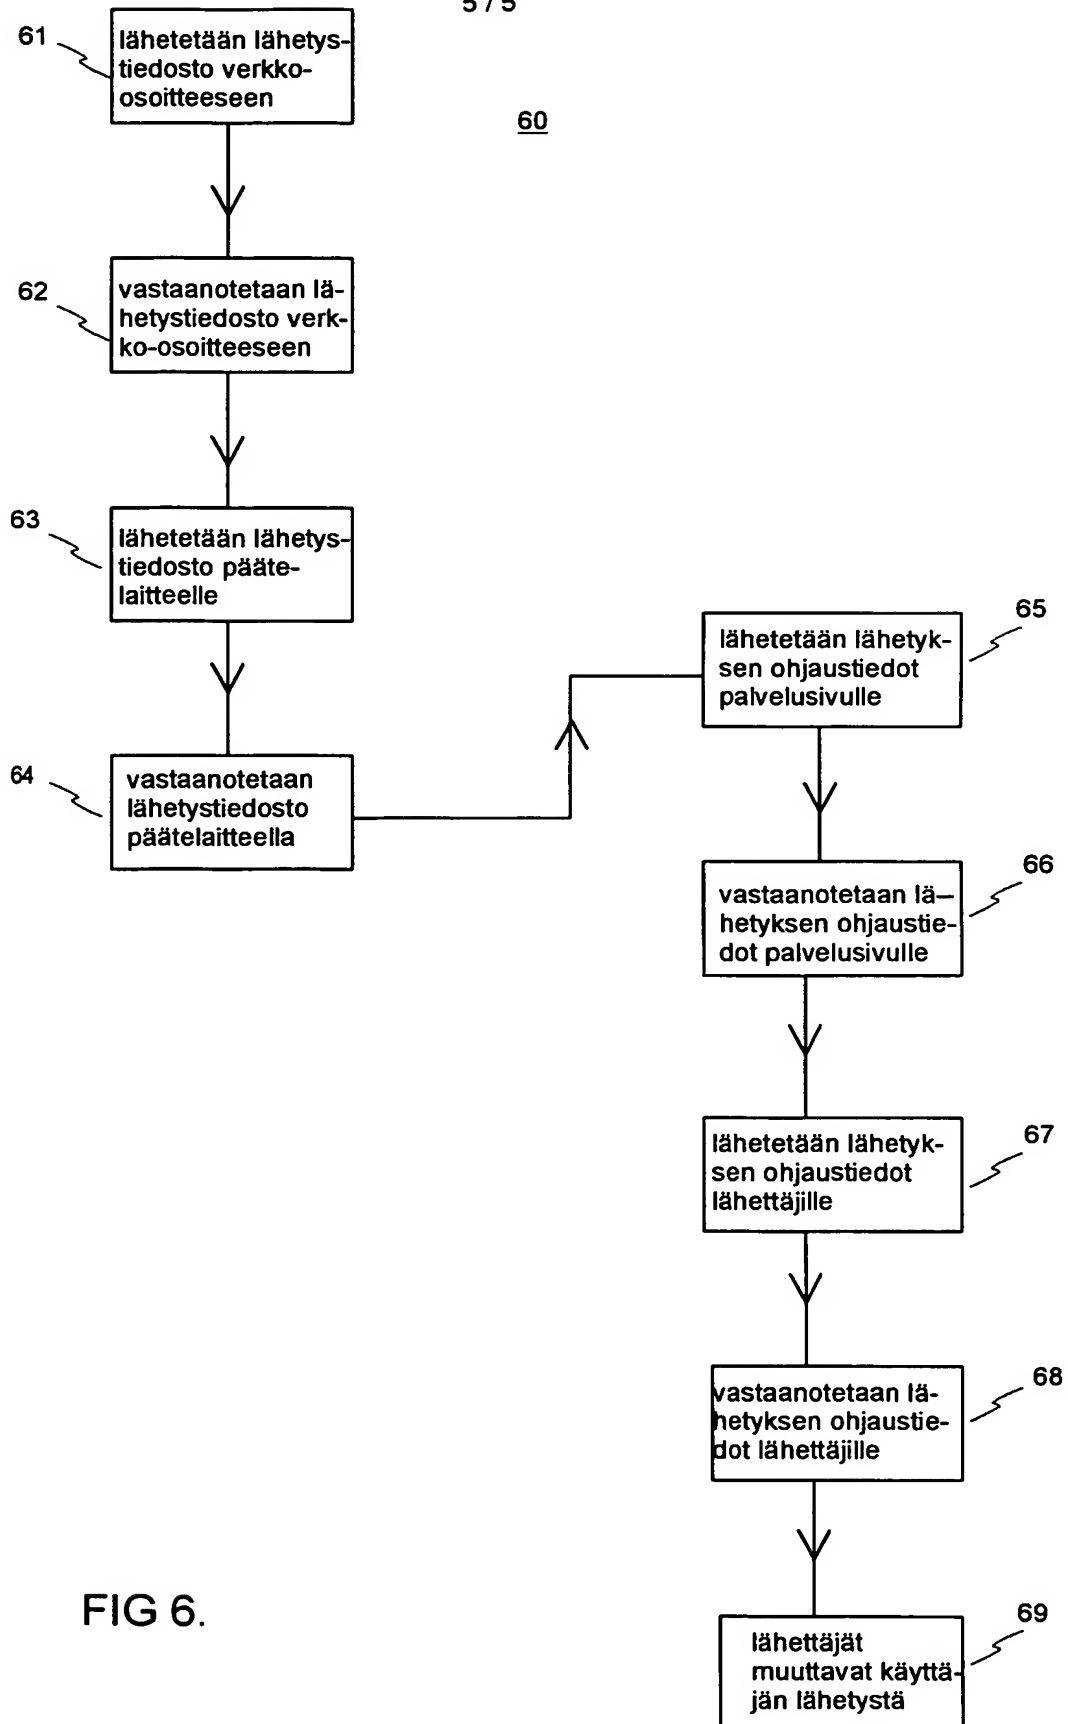 5 / 5
60
61
lähetetään lähetys-
tiedosto verkko-
osoitteeseen
62
vastaanotetaan lä-
hetystiedosto verk-
ko-osoitteeseen
63
lähetetään lähetys-
tiedosto pääte-
laitteelle
64
vastaanotetaan
lähetystiedosto
päätelaitteella
65
lähetetään lähetyk-
sen ohjaustiedot
palvelusivulle
66
vastaanotetaan lä-
hetyksen ohjaustie-
dot palvelusivulle
67
lähetetään lähetyk-
sen ohjaustiedot
lähettäjille
68
vastaanotetaan lä-
hetyksen ohjaustie-
dot lähettäjille
69
lähettäjät
muuttavat käyttä-
jän lähetystä
FIG 6.